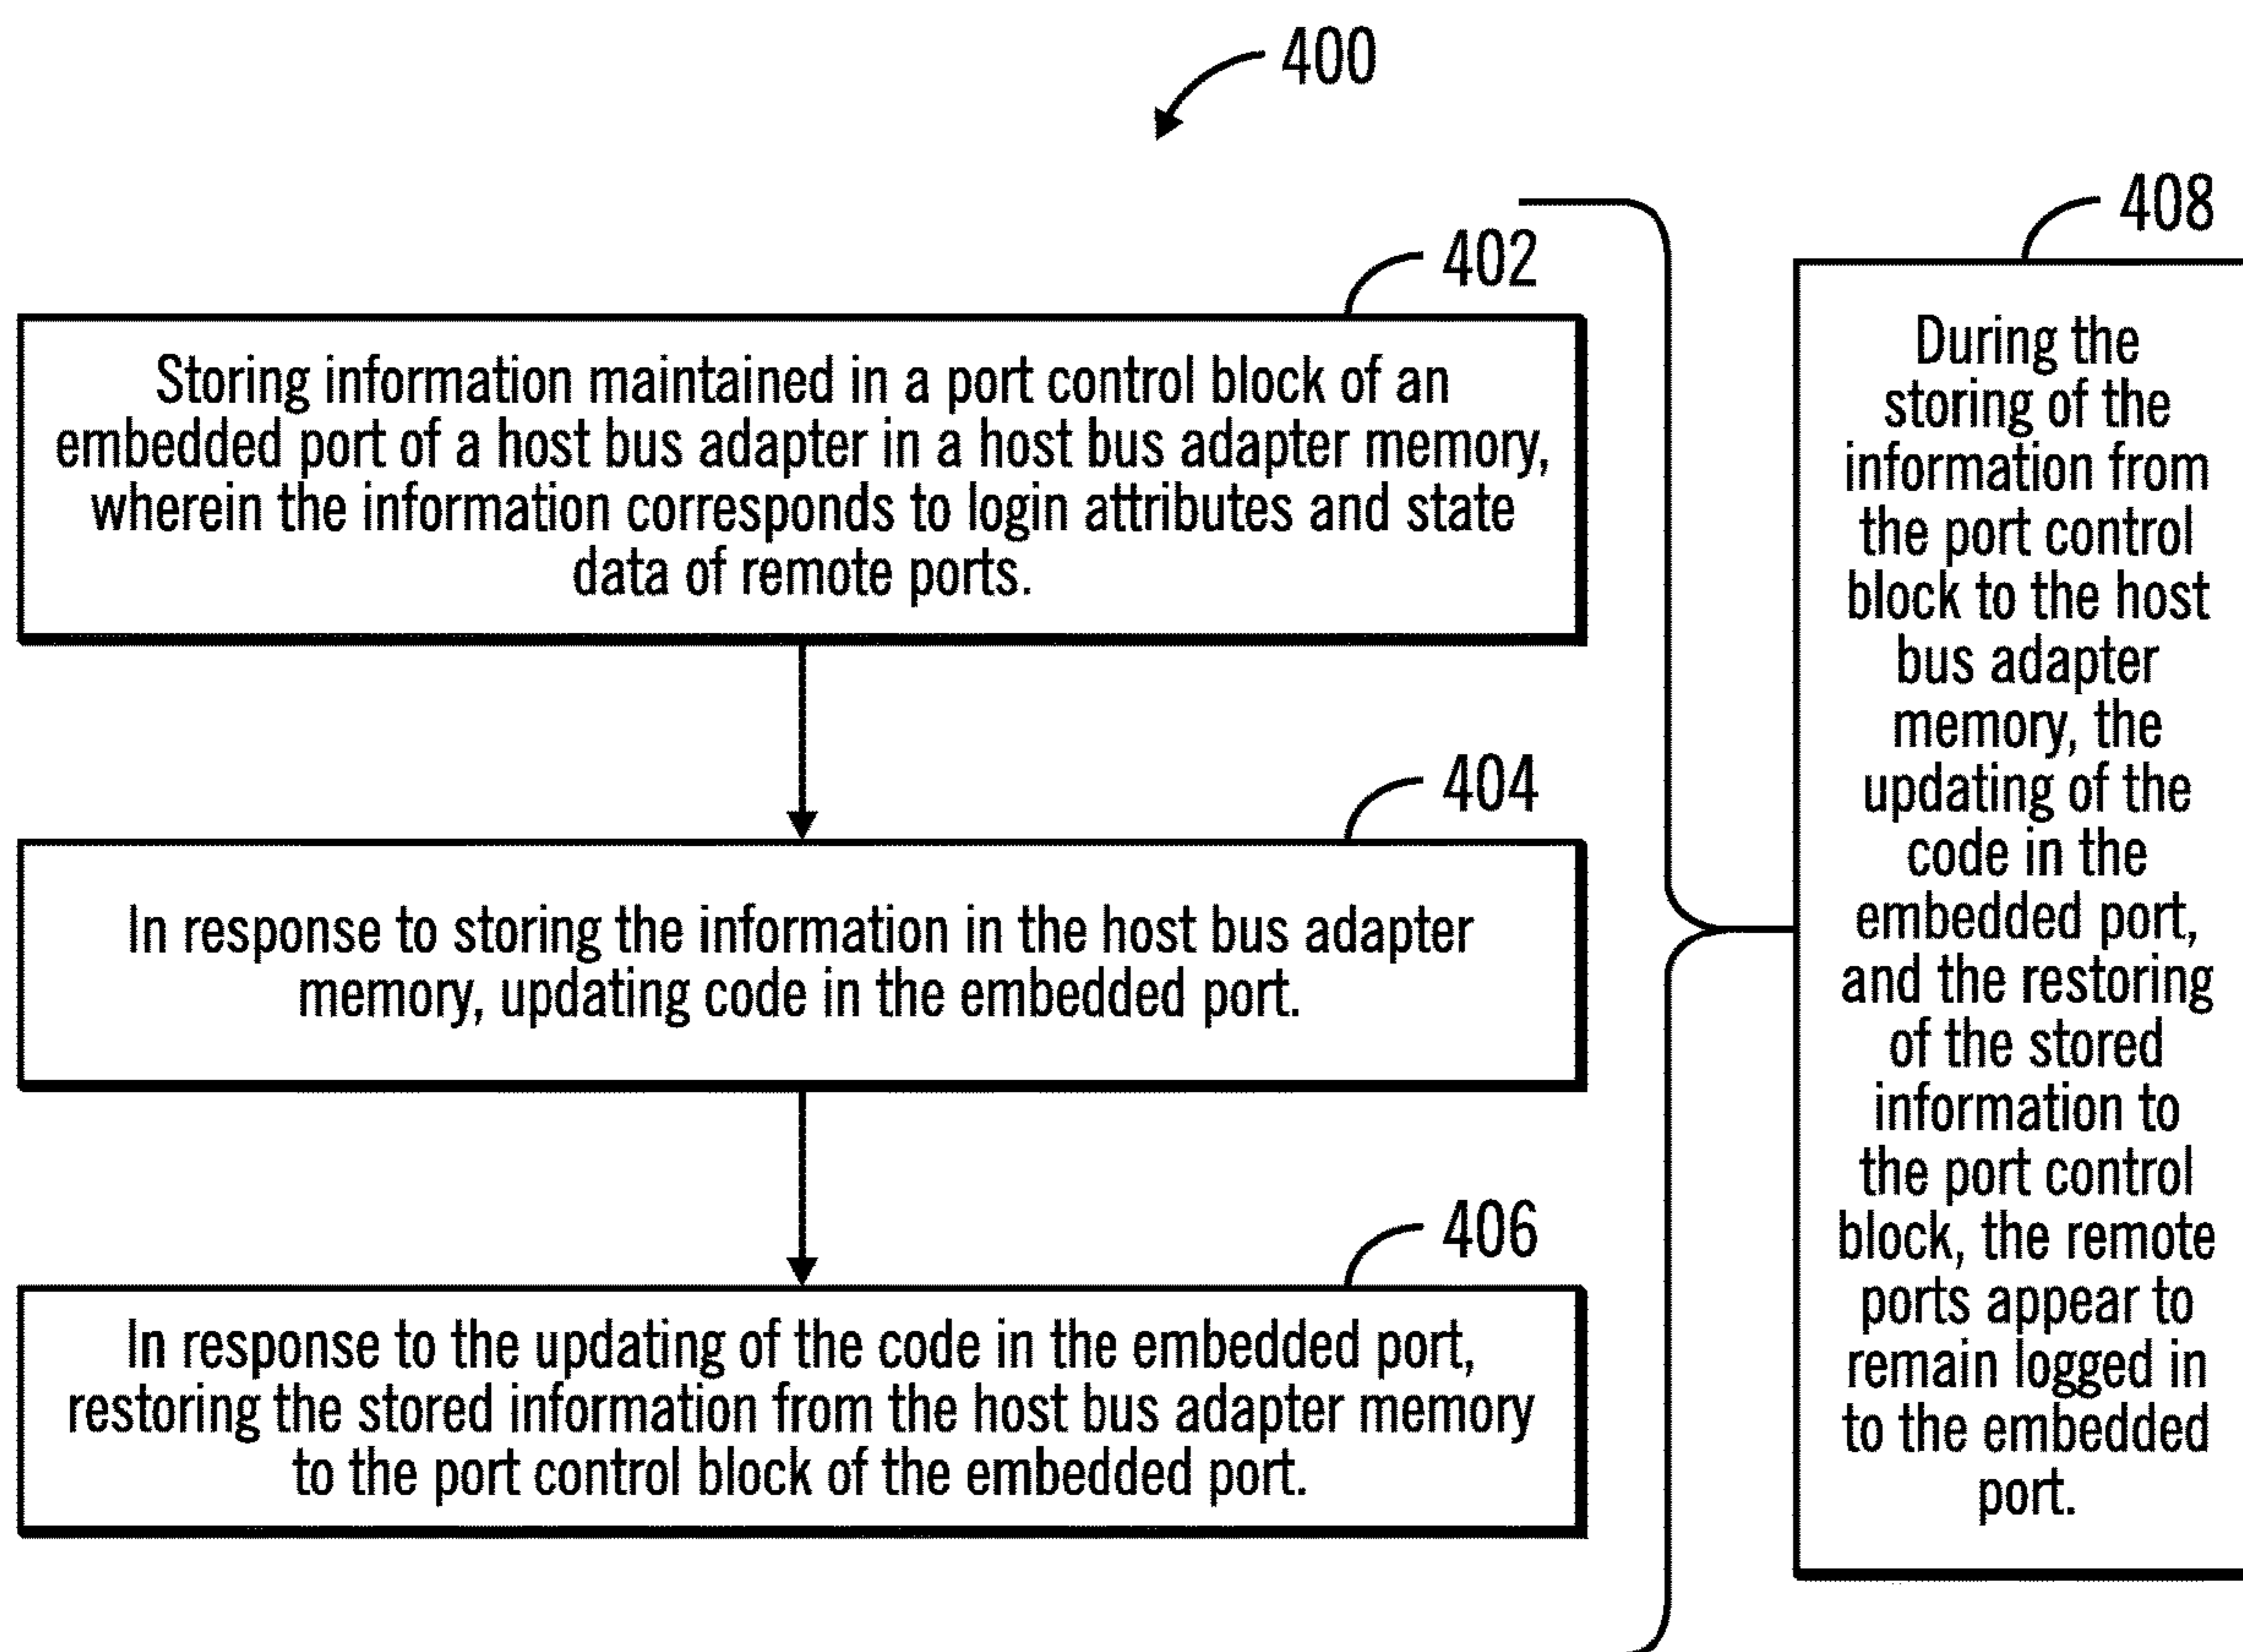 400
402
Storing information maintained in a port control block of an
embedded port of a host bus adapter in a host bus adapter memory,
wherein the information corresponds to login attributes and state
data of remote ports.
404
In response to storing the information in the host bus adapter
memory, updating code in the embedded port.
406
In response to the updating of the code in the embedded port,
restoring the stored information from the host bus adapter memory
to the port control block of the embedded port.
408
During the
storing of the
information from
the port control
block to the host
bus adapter
memory, the
updating of the
code in the
embedded port,
and the restoring
of the stored
information to
the port control
block, the remote
ports appear to
remain logged in
to the embedded
port.